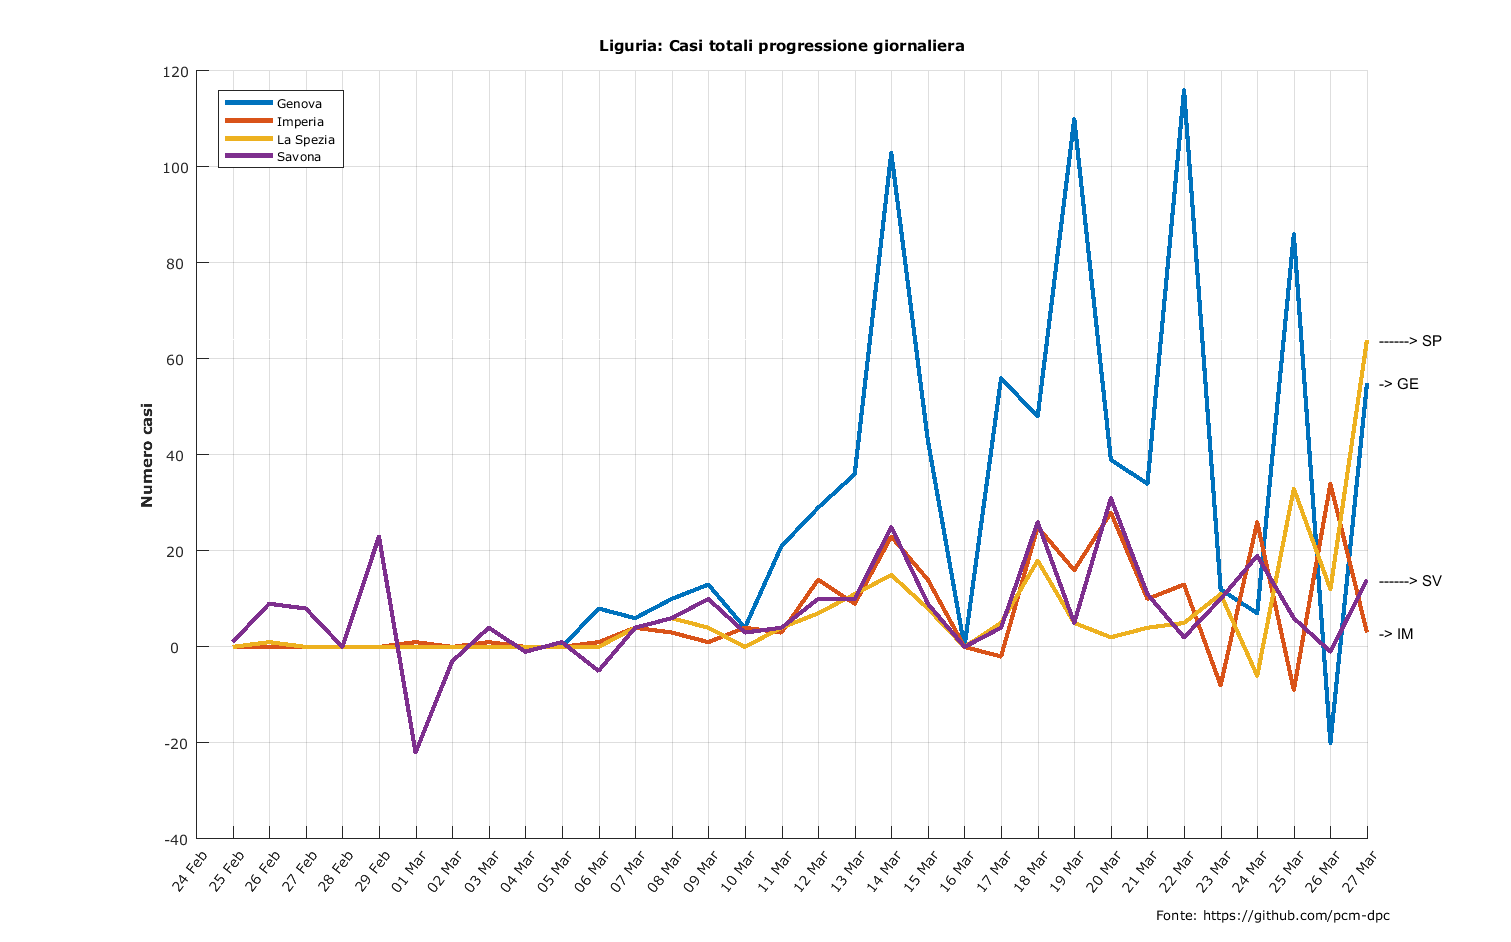 Liguria: Casi totali progressione giornaliera
120
100
80
60
40
20
0
-20
-40
Numero casi
Genova
Imperia
La Spezia
Savona
------> SP
-> GE
------> SV
-> IM
24 Feb
25 Feb
26 Feb
27 Feb
28 Feb
29 Feb
01 Mar
02 Mar
03 Mar
04 Mar
05 Mar
06 Mar
07 Mar
08 Mar
09 Mar
10 Mar
11 Mar
12 Mar
13 Mar
14 Mar
15 Mar
16 Mar
17 Mar
18 Mar
19 Mar
20 Mar
21 Mar
22 Mar
23 Mar
24 Mar
25 Mar
26 Mar
27 Mar
Fonte: https://github.com/pcm-dpc